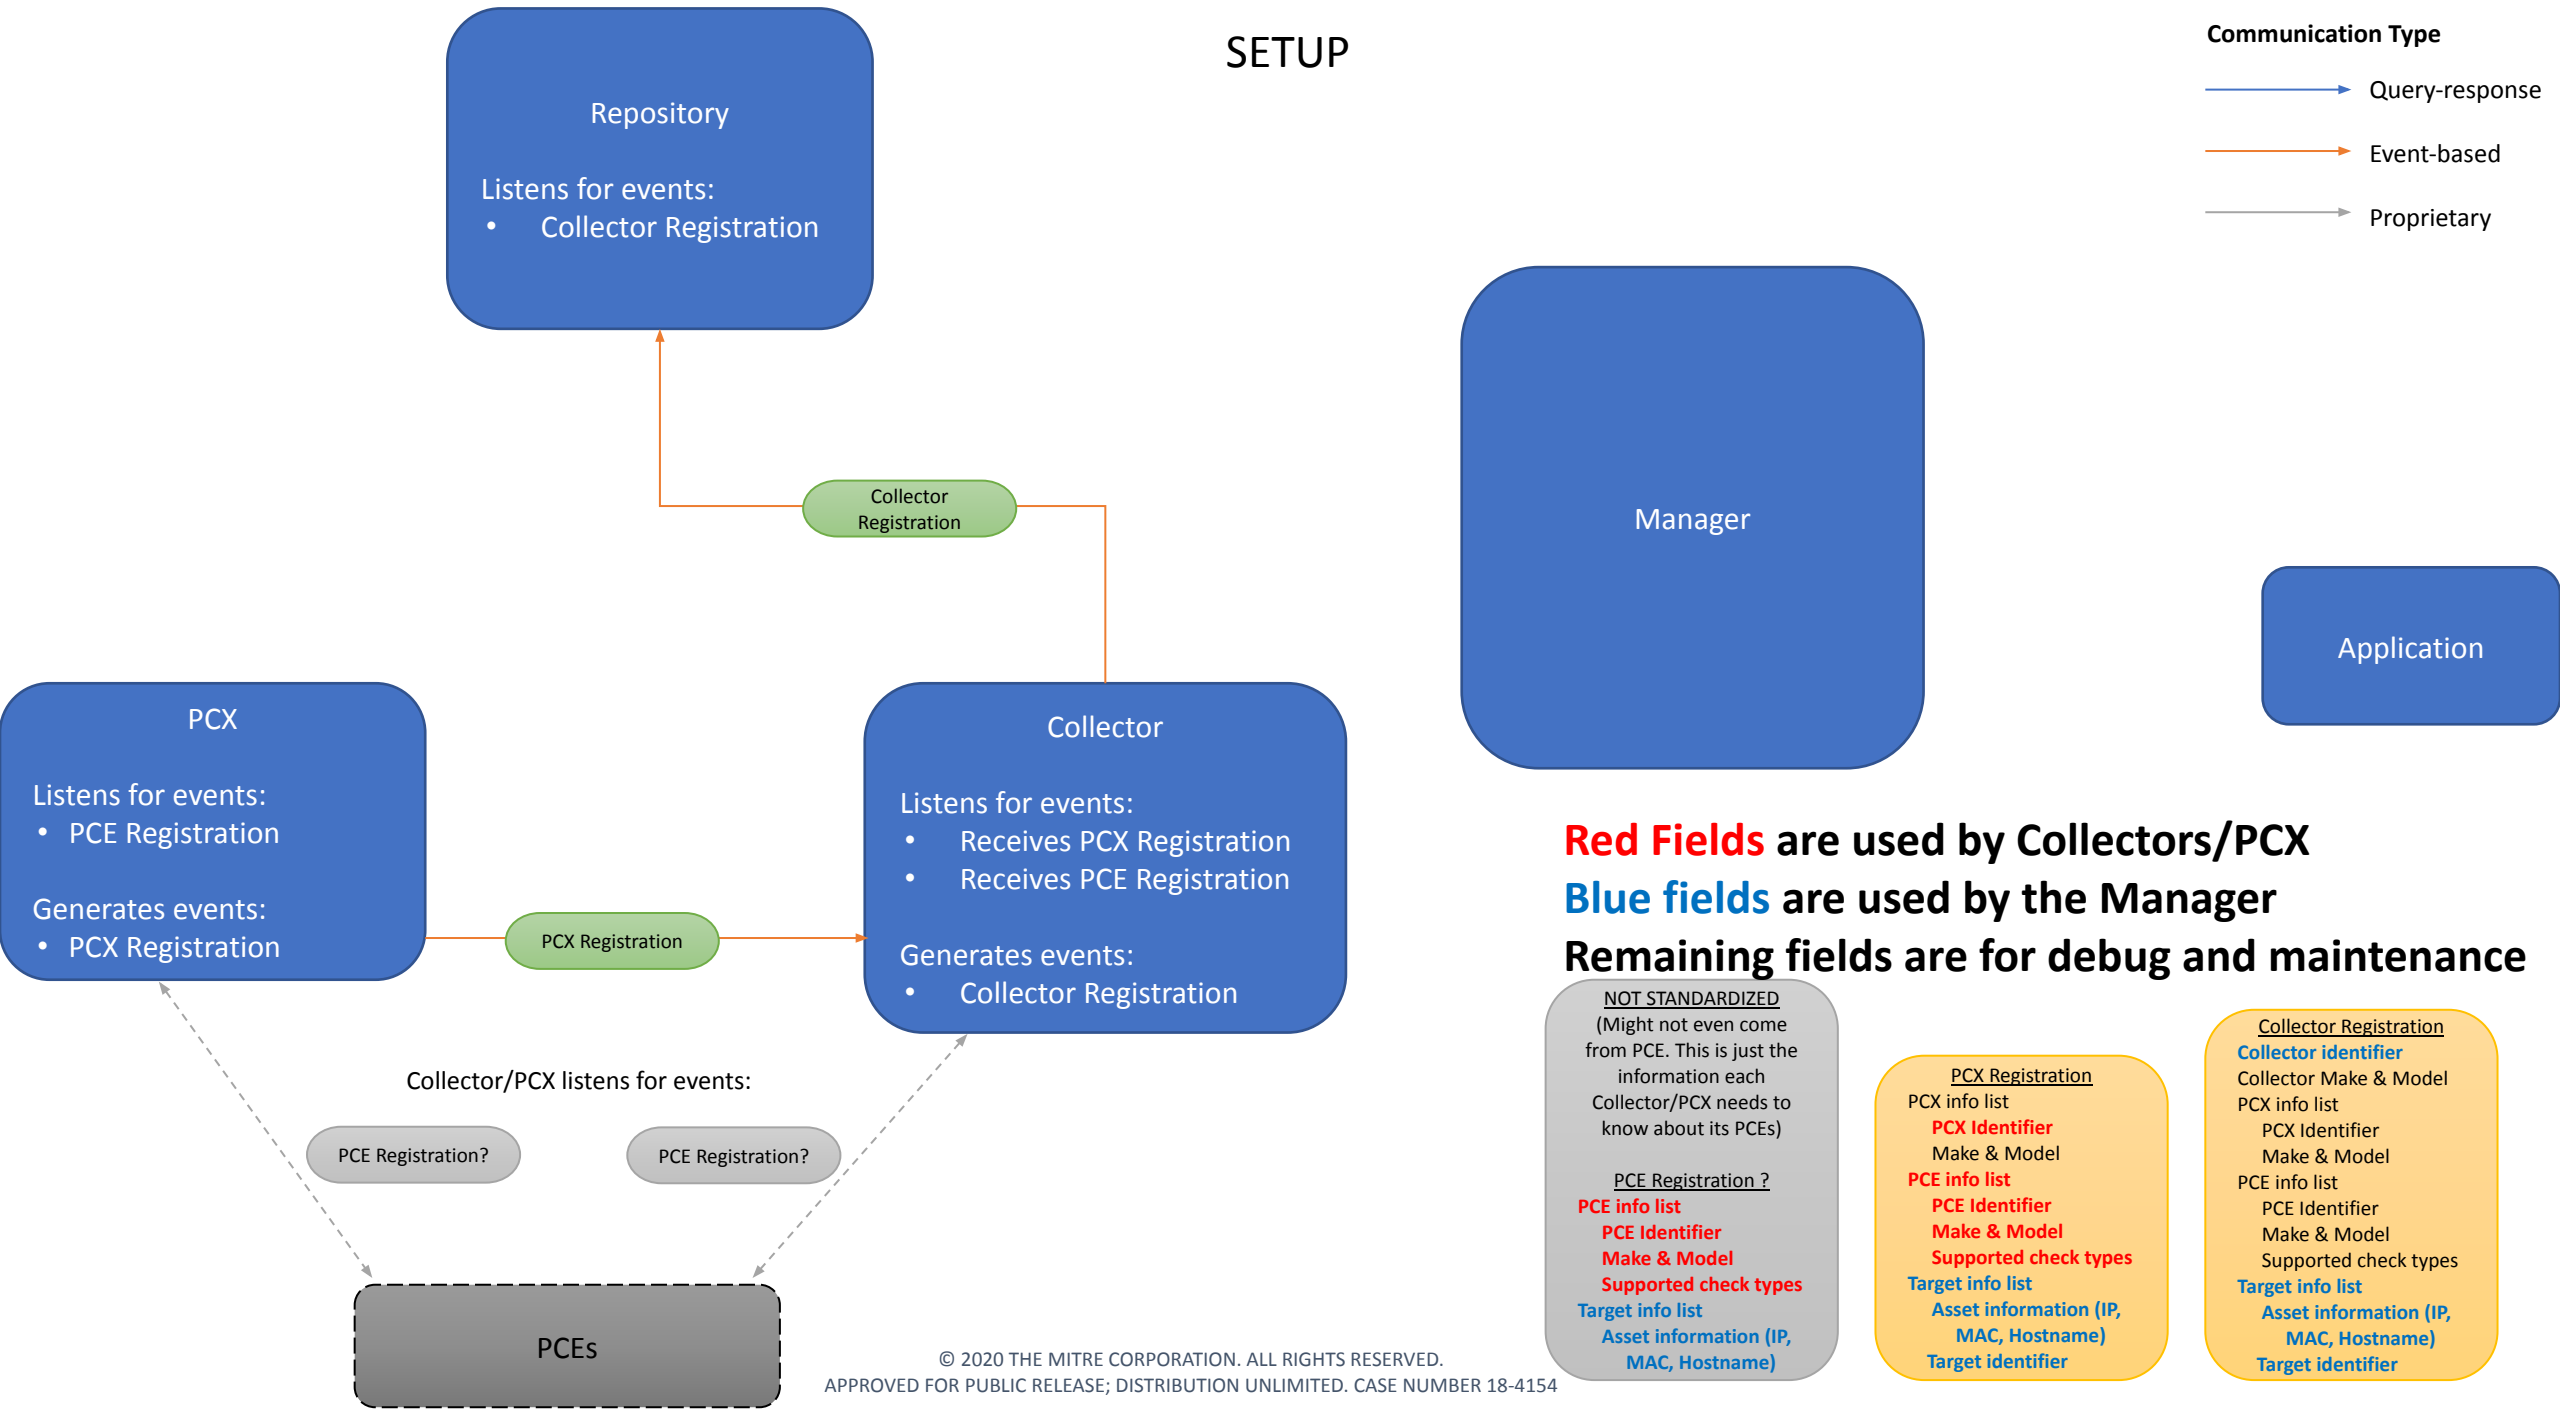 SETUP
Communication Type
Query-response
Event-based
Proprietary
Repository
Listens for events:
• Collector Registration
Collector
Registration
Manager
Application
PCX
Listens for events:
• PCE Registration
Generates events:
• PCX Registration
PCX Registration
Collector
Listens for events:
• Receives PCX Registration
• Receives PCE Registration
Generates events:
• Collector Registration
Collector/PCX listens for events:
PCE Registration?
PCE Registration?
PCEs
Red Fields are used by Collectors/PCX
Blue fields are used by the Manager
Remaining fields are for debug and maintenance
NOT STANDARDIZED
(Might not even come
from PCE. This is just the
information each
Collector/PCX needs to
know about its PCEs)
PCE Registration ?
PCE info list
PCE Identifier
Make & Model
Supported check types
Target info list
Asset information (IP,
MAC, Hostname)
PCX Registration
PCX info list
PCX Identifier
Make & Model
PCE info list
PCE Identifier
Make & Model
Supported check types
Target info list
Asset information (IP,
MAC, Hostname)
Target identifier
Collector Registration
Collector identifier
Collector Make & Model
PCX info list
PCX Identifier
Make & Model
PCE info list
PCE Identifier
Make & Model
Supported check types
Target info list
Asset information (IP,
MAC, Hostname)
Target identifier
© 2020 THE MITRE CORPORATION. ALL RIGHTS RESERVED.
APPROVED FOR PUBLIC RELEASE; DISTRIBUTION UNLIMITED. CASE NUMBER 18-4154